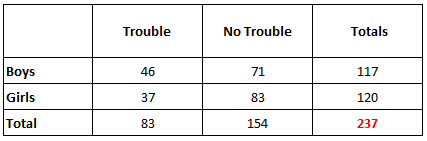 Trouble No Trouble Totals
Boys 46 71 117
Girls 37 83 120
Total 83 154 237